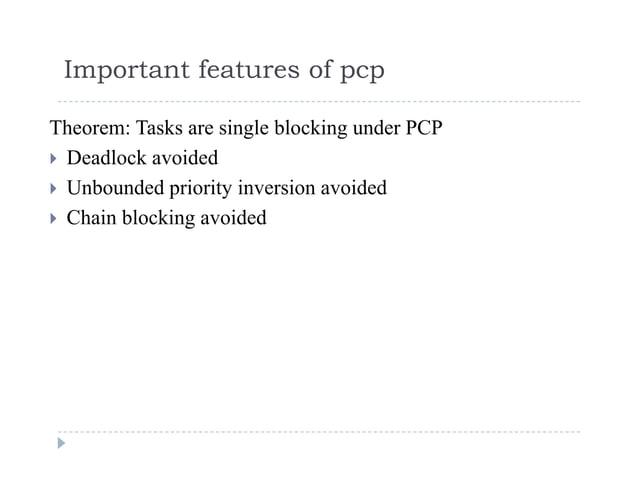 Important features of pcp
Theorem: Tasks are single blocking under PCP
Deadlock avoided
Unbounded priority inversion avoided
Chain blocking avoided